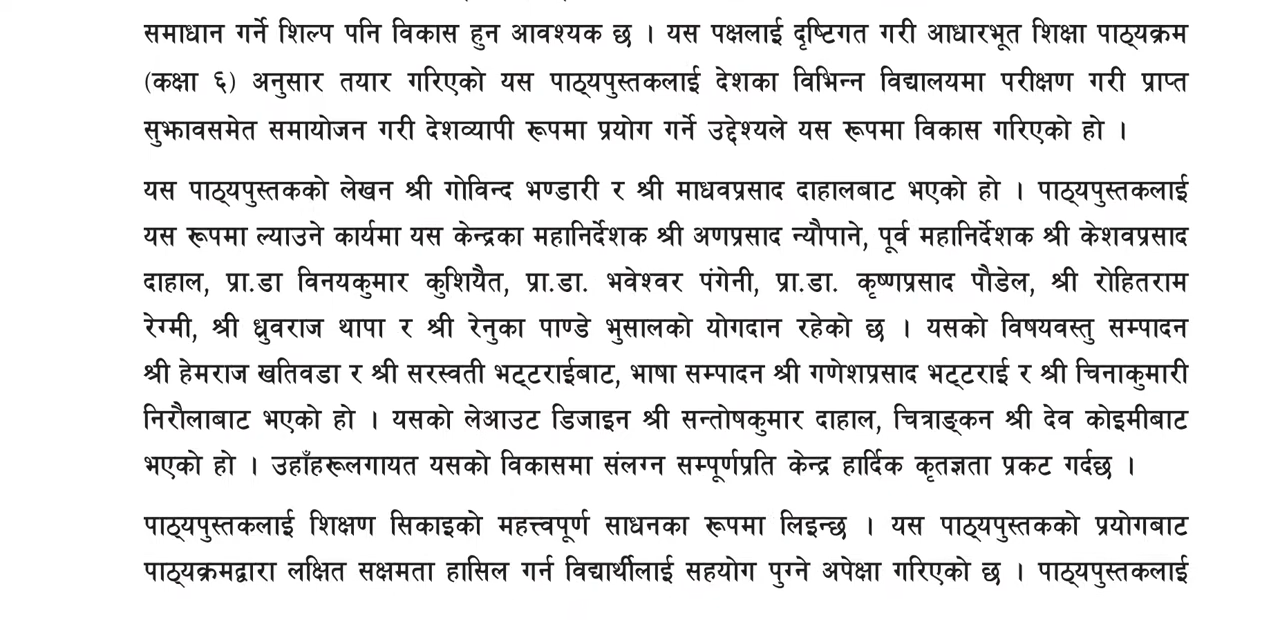 समाधान गर्ने शिल्प पनि विकास हुन आवश्यक छ । यस पक्षलाई दृष्टिगत गरी आधारभूत शिक्षा पाठ्यक्रम
(कक्षा ६) अनुसार तयार गरिएको यस पाठ्यपुस्तकलाई देशका विभिन्न विद्यालयमा परीक्षण गरी प्राप्त
सुझावसमेत समायोजन गरी देशव्यापी रूपमा प्रयोग गर्ने उद्देश्यले यस रूपमा विकास गरिएको हो ।
यस पाठ्यपुस्तकको लेखन श्री गोविन्द भण्डारी र श्री माधवप्रसाद दाहालबाट भएको हो । पाठ्यपुस्तकलाई
यस रूपमा ल्याउने कार्यमा यस केन्द्रका महानिर्देशक श्री अणप्रसाद न्यौपाने, पूर्व महानिर्देशक श्री केशवप्रसाद
दाहाल, प्रा.डा विनयकुमार कुशियैत, प्रा.डा. भवेश्वर पंगेनी, प्रा.डा. कृष्णप्रसाद पौडेल, श्री रोहितराम
रेग्मी, श्री ध्रुवराज थापा र श्री रेनुका पाण्डे भुसालको योगदान रहेको छ । यसको विषयवस्तु सम्पादन
श्री हेमराज खतिवडा र श्री सरस्वती भट्टराईबाट, भाषा सम्पादन श्री गणेशप्रसाद भट्टराई र श्री चिनाकुमारी
निरौलाबाट भएको हो । यसको लेआउट डिजाइन श्री सन्तोषकुमार दाहाल, चित्राङ्कन श्री देव कोइमीबाट
भएको हो । उहाँहरूलगायत यसको विकासमा संलग्न सम्पूर्णप्रति केन्द्र हार्दिक कृतज्ञता प्रकट गर्दछ ।
पाठ्यपुस्तकलाई शिक्षण सिकाइको महत्त्वपूर्ण साधनका रूपमा लिइन्छ । यस पाठ्यपुस्तकको प्रयोगबाट
पाठ्यक्रमद्वारा लक्षित सक्षमता हासिल गर्न विद्यार्थीलाई सहयोग पुग्ने अपेक्षा गरिएको छ । पाठ्यपुस्तकलाई